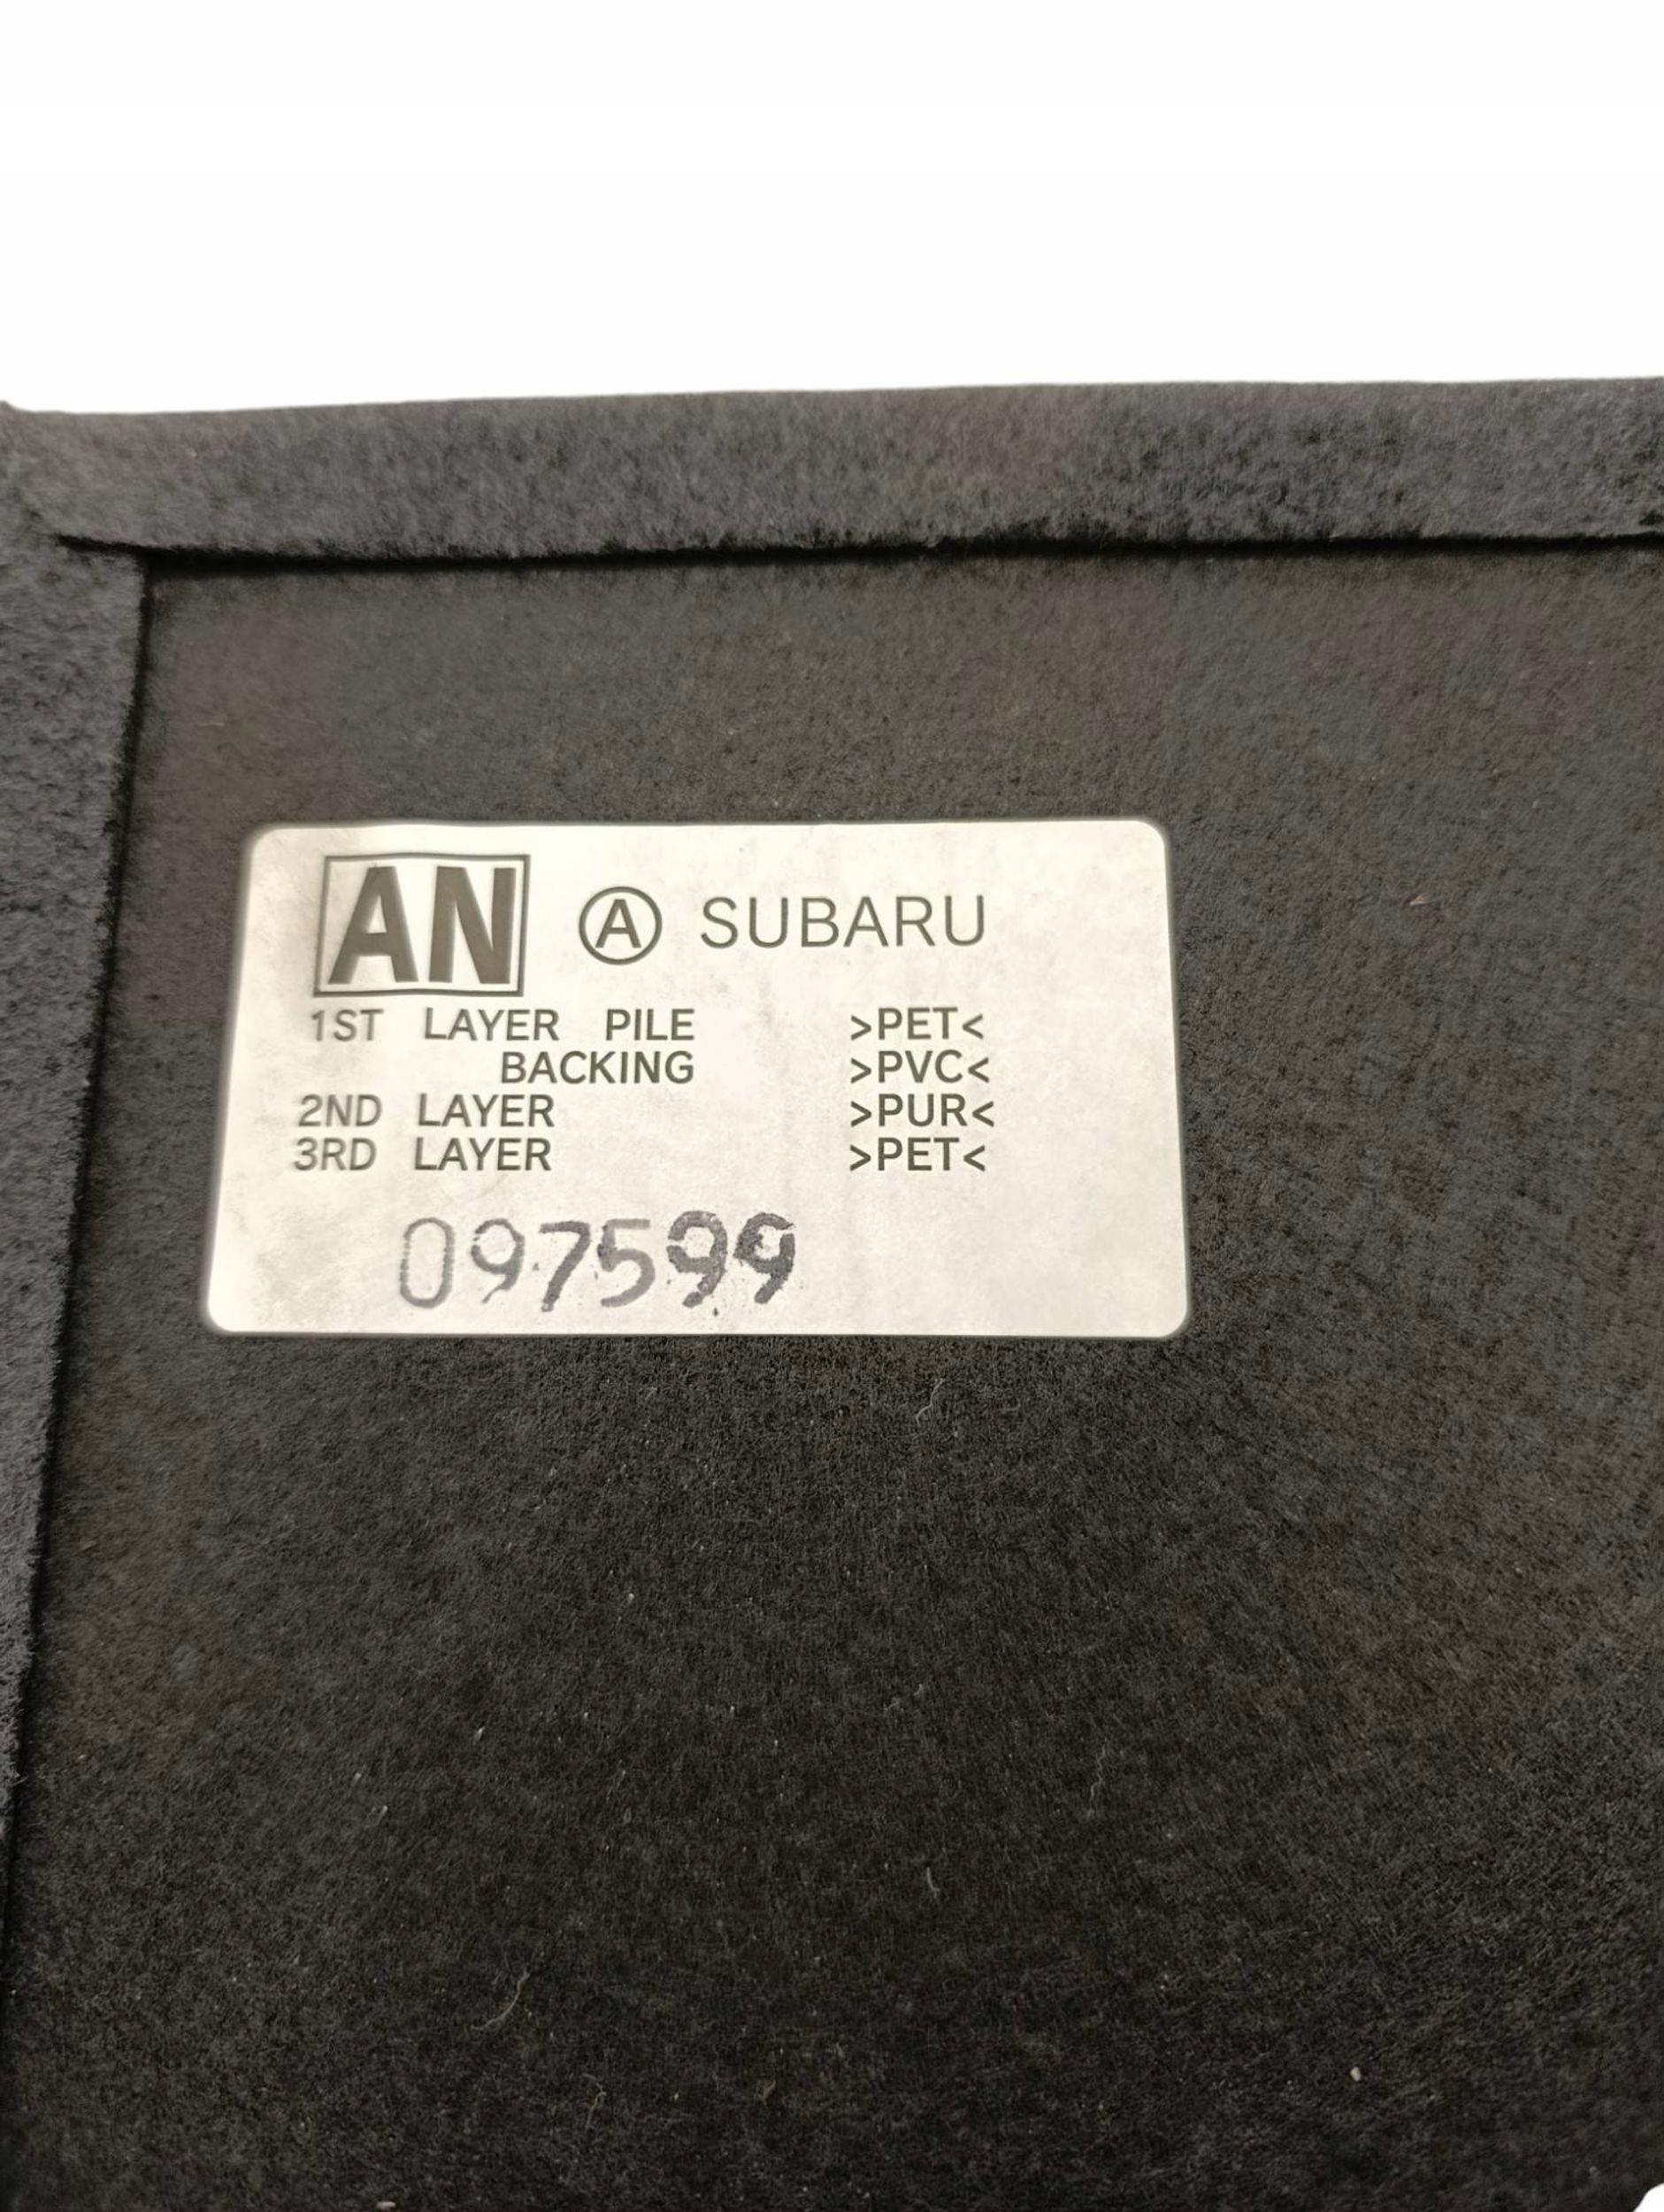 AN Ⓐ SUBARU
1ST LAYER PILE >PET<
BACKING >PVC<
2ND LAYER >PUR<
3RD LAYER >PET<
097599